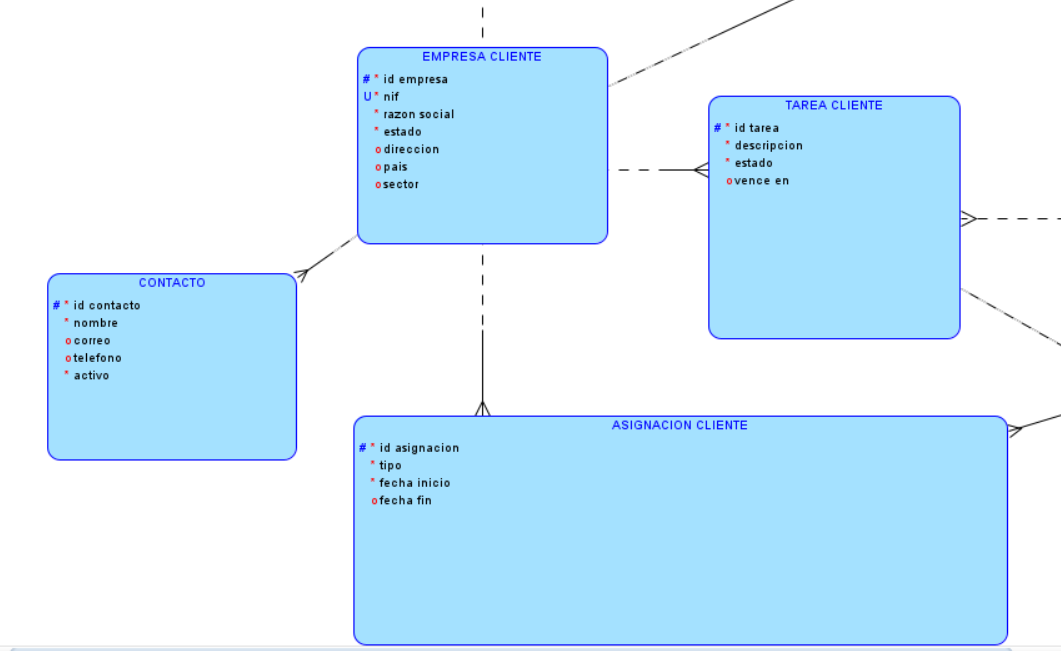 EMPRESA CLIENTE
# * id empresa
U * nif
* razon social
* estado
o direccion
o pais
o sector
TAREA CLIENTE
# * id tarea
* descripcion
* estado
o vence en
CONTACTO
# * id contacto
* nombre
o correo
o telefono
* activo
ASIGNACION CLIENTE
# * id asignacion
* tipo
* fecha inicio
o fecha fin